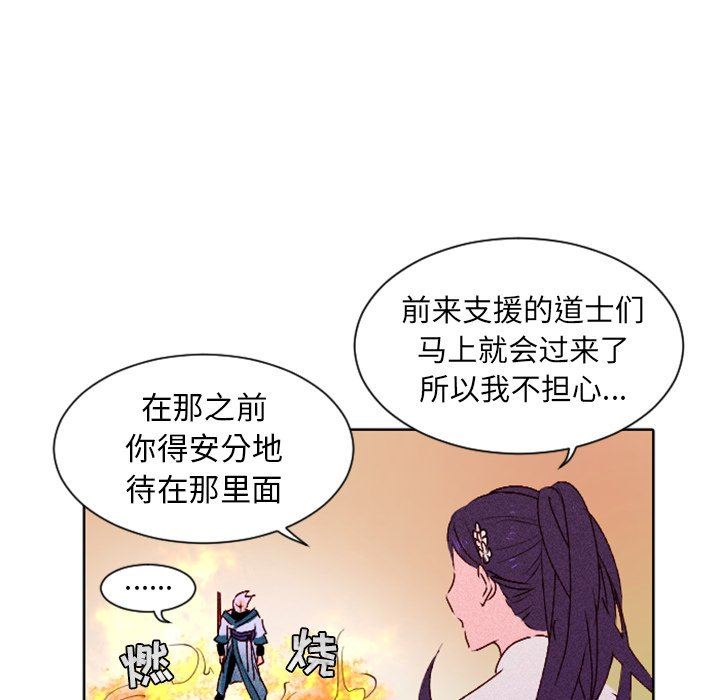 前来支援的道士们
马上就会过来了
所以我不担心...
在那之前
你得安分地
待在那里面
......
燃烧